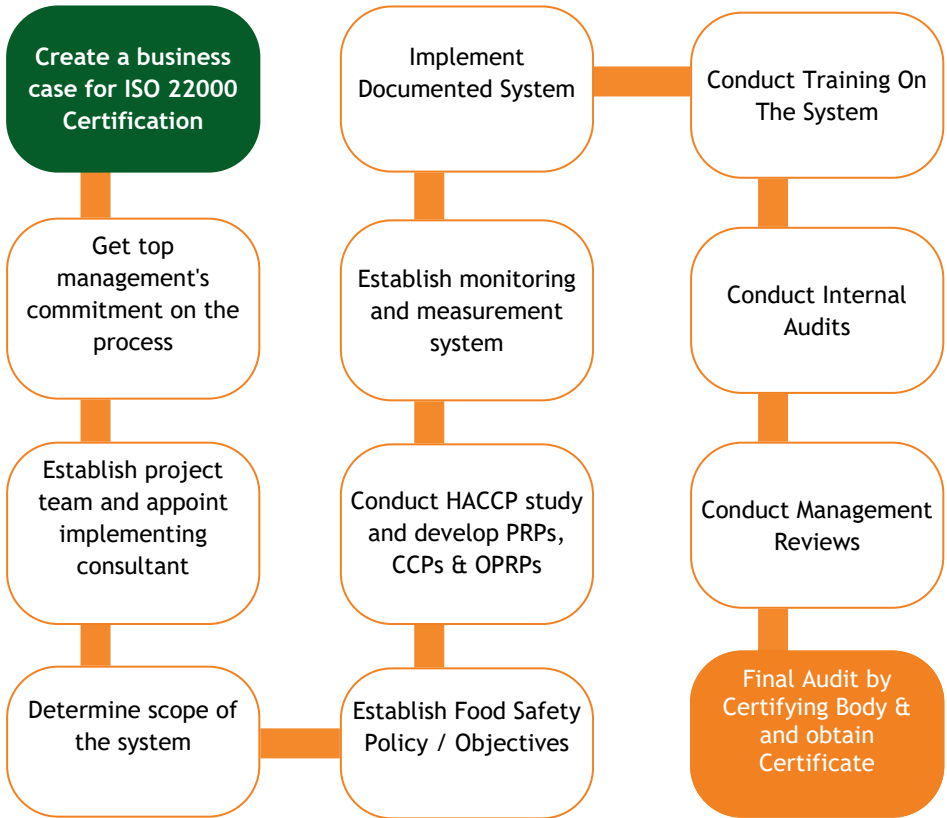 Create a business
case for ISO 22000
Certification
Get top
management's
commitment on the
process
Establish project
team and appoint
implementing
consultant
Determine scope of
the system
Establish Food Safety
Policy / Objectives
Conduct HACCP study
and develop PRPs,
CCPs & OPRPs
Establish monitoring
and measurement
system
Implement
Documented System
Conduct Training On
The System
Conduct Internal
Audits
Conduct Management
Reviews
Final Audit by
Certifying Body &
and obtain
Certificate